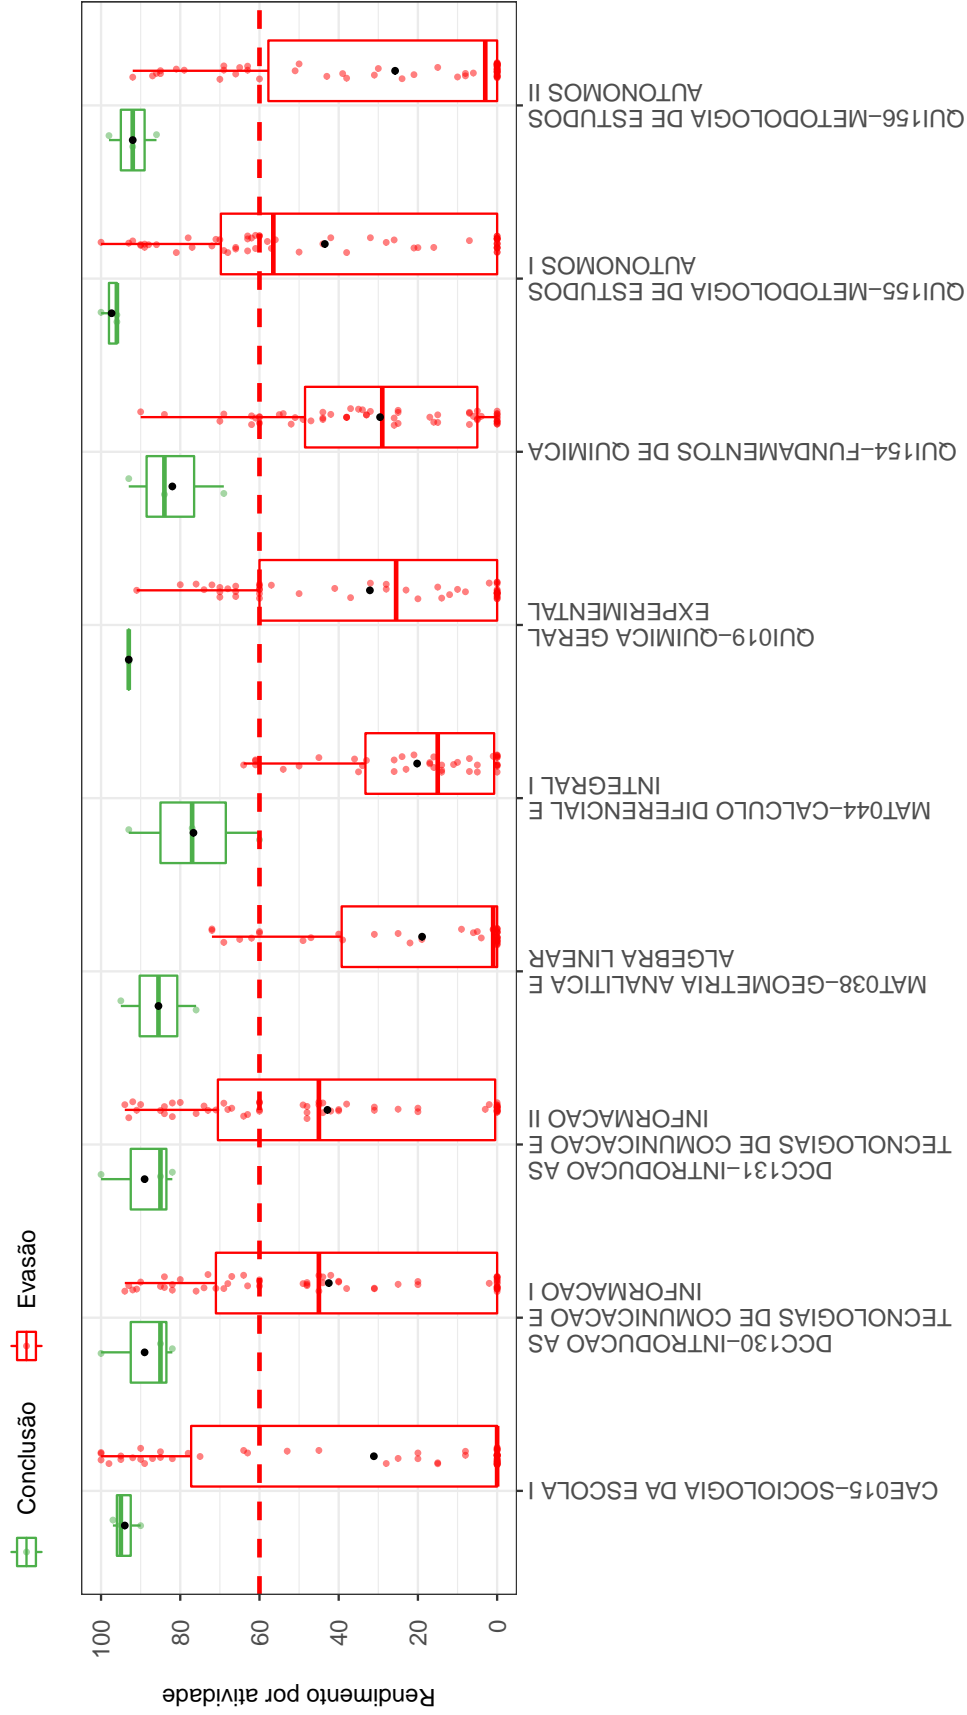 Conclusão
Evasão
Rendimento por atividade
100
80
60
40
20
0
CAE015−SOCIOLOGIA DA ESCOLA I
DCC130−INTRODUCAO AS
TECNOLOGIAS DE COMUNICACAO E
INFORMACAO I
DCC131−INTRODUCAO AS
TECNOLOGIAS DE COMUNICACAO E
INFORMACAO II
MAT038−GEOMETRIA ANALITICA E
ALGEBRA LINEAR
MAT044−CALCULO DIFERENCIAL E
INTEGRAL I
QUI019−QUIMICA GERAL
EXPERIMENTAL
QUI154−FUNDAMENTOS DE QUIMICA
QUI155−METODOLOGIA DE ESTUDOS
AUTONOMOS I
QUI156−METODOLOGIA DE ESTUDOS
AUTONOMOS II